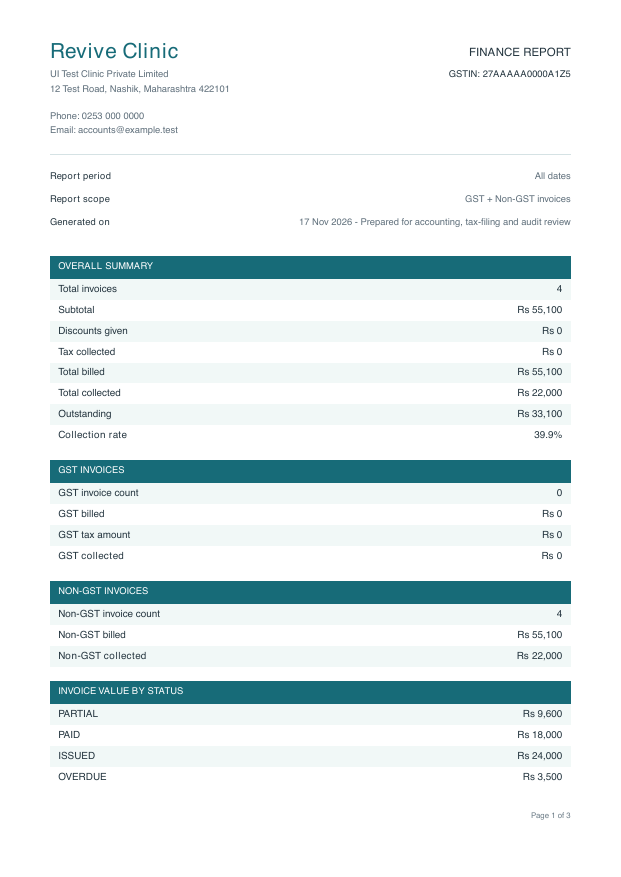 Revive Clinic
FINANCE REPORT
UI Test Clinic Private Limited
GSTIN: 27AAAAA0000A1Z5
12 Test Road, Nashik, Maharashtra 422101
Phone: 0253 000 0000
Email: accounts@example.test
Report period All dates
Report scope GST + Non-GST invoices
Generated on 17 Nov 2026 - Prepared for accounting, tax-filing and audit review
OVERALL SUMMARY
Total invoices 4
Subtotal Rs 55,100
Discounts given Rs 0
Tax collected Rs 0
Total billed Rs 55,100
Total collected Rs 22,000
Outstanding Rs 33,100
Collection rate 39.9%
GST INVOICES
GST invoice count 0
GST billed Rs 0
GST tax amount Rs 0
GST collected Rs 0
NON-GST INVOICES
Non-GST invoice count 4
Non-GST billed Rs 55,100
Non-GST collected Rs 22,000
INVOICE VALUE BY STATUS
PARTIAL Rs 9,600
PAID Rs 18,000
ISSUED Rs 24,000
OVERDUE Rs 3,500
Page 1 of 3